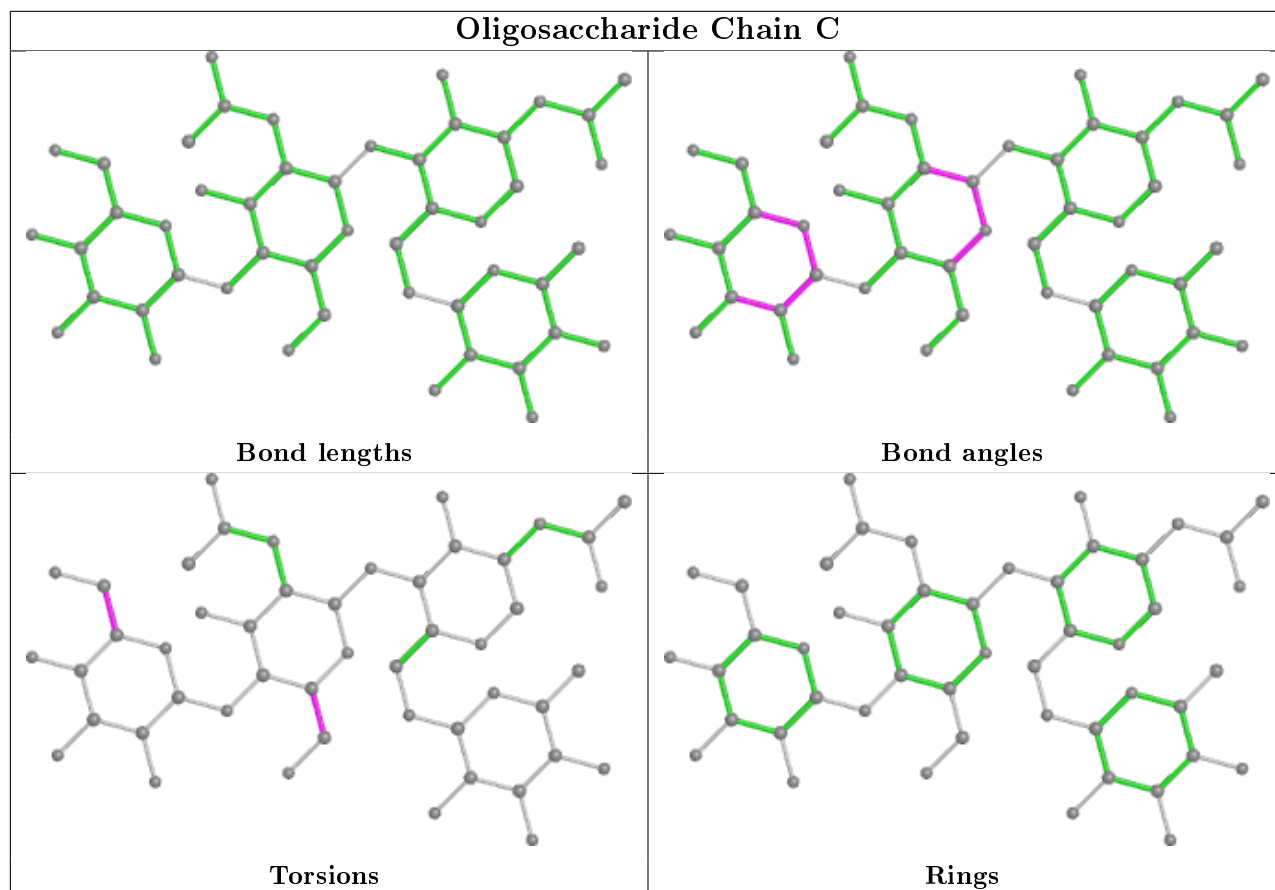 Oligosaccharide Chain C
Bond lengths
Bond angles
Torsions
Rings